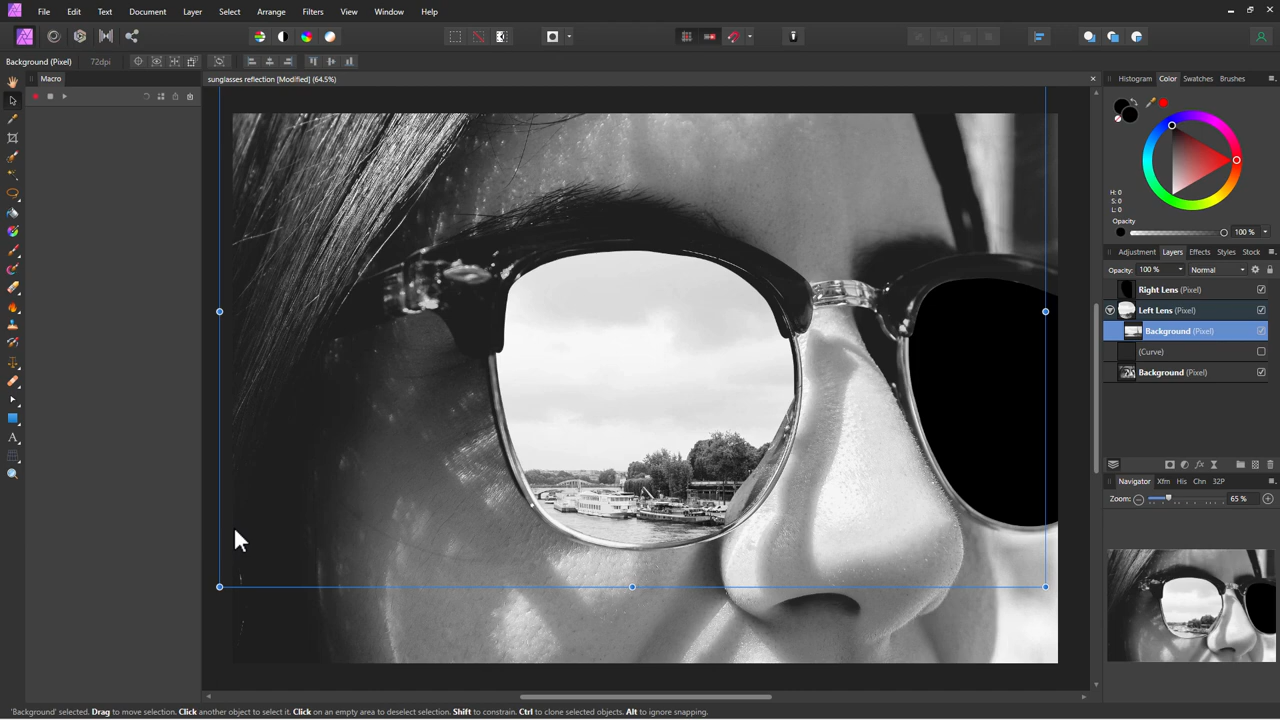 File Edit Text Document Layer Select Arrange Filters View Window Help
Background (Pixel) 72dpi
Macro
sunglasses reflection [Modified] (64.5%)
Histogram Color Swatches Brushes
H: 0
S: 0
L: 0
Opacity
100 %
Adjustment Layers Effects Styles Stock
Opacity: 100 % Normal
Right Lens (Pixel)
Left Lens (Pixel)
Background (Pixel)
(Curve)
Background (Pixel)
Navigator Xfm His Chn 32P
Zoom: 65 %
'Background' selected. Drag to move selection. Click another object to select it. Click on an empty area to deselect selection. Shift to constrain. Ctrl to clone selected objects. Alt to ignore snapping.